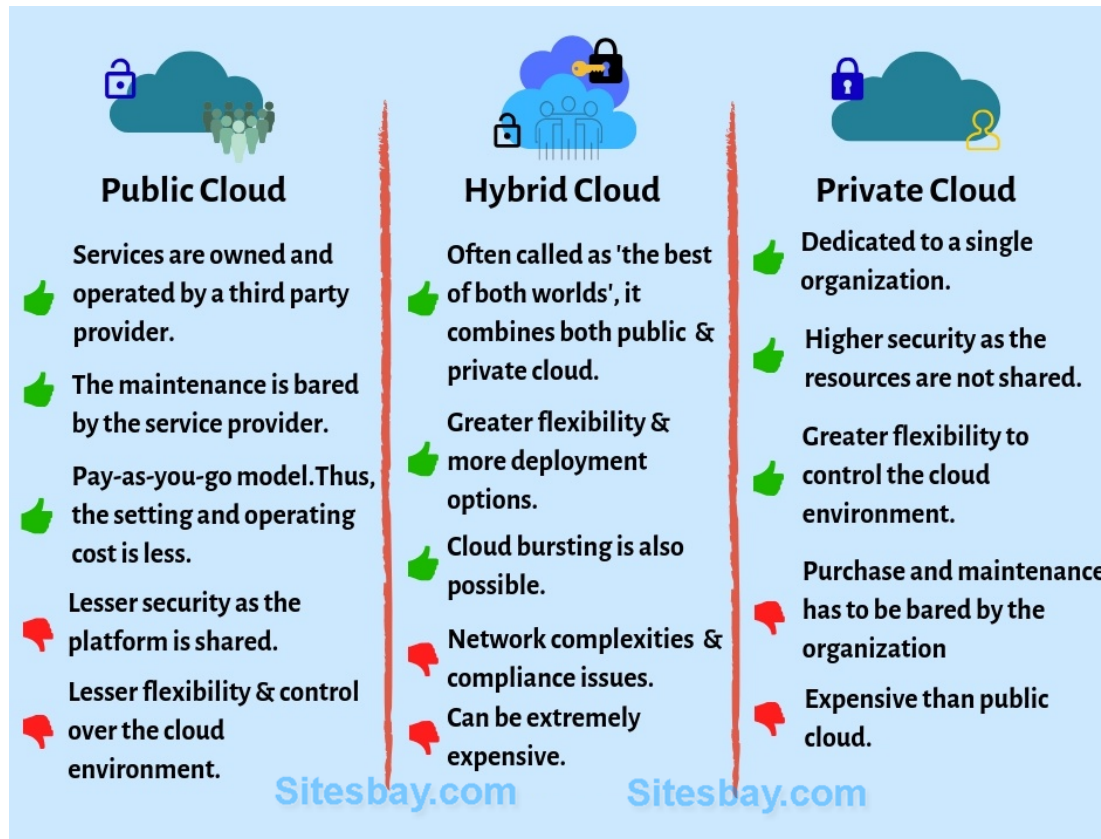 Public Cloud
Services are owned and
operated by a third party
provider.
The maintenance is bared
by the service provider.
Pay-as-you-go model.Thus,
the setting and operating
cost is less.
Lesser security as the
platform is shared.
Lesser flexibility & control
over the cloud
environment.
Hybrid Cloud
Often called as 'the best
of both worlds', it
combines both public &
private cloud.
Greater flexibility &
more deployment
options.
Cloud bursting is also
possible.
Network complexities &
compliance issues.
Can be extremely
expensive.
Private Cloud
Dedicated to a single
organization.
Higher security as the
resources are not shared.
Greater flexibility to
control the cloud
environment.
Purchase and maintenance
has to be bared by the
organization
Expensive than public
cloud.
Sitesbay.com
Sitesbay.com